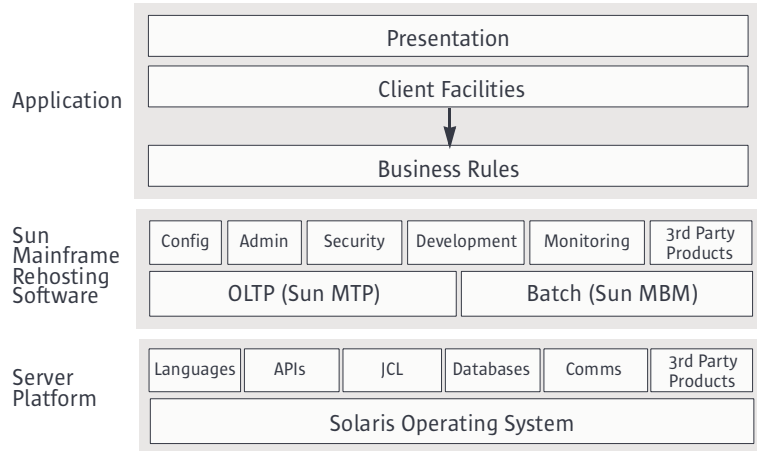 Application
Presentation
Client Facilities
Business Rules
Sun
Mainframe
Rehosting
Software
Config
Admin
Security
Development
Monitoring
3rd Party
Products
OLTP (Sun MTP)
Batch (Sun MBM)
Server
Platform
Languages
APIs
JCL
Databases
Comms
3rd Party
Products
Solaris Operating System